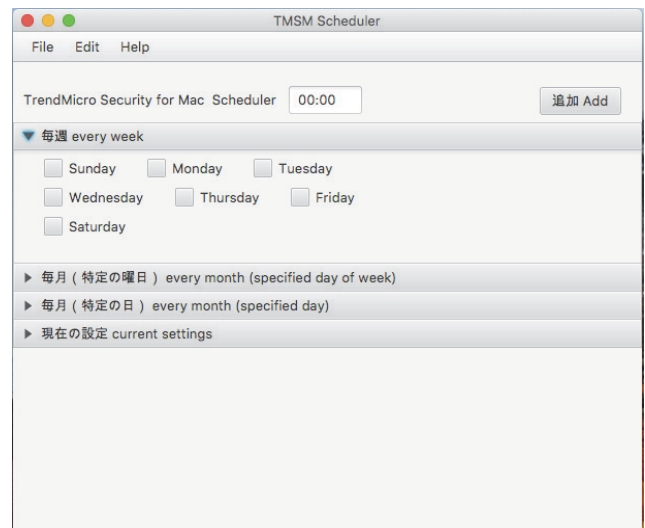 TMSM Scheduler
File Edit Help
TrendMicro Security for Mac Scheduler 00:00 追加 Add
毎週 every week
Sunday Monday Tuesday
Wednesday Thursday Friday
Saturday
毎月 ( 特定の曜日 ) every month (specified day of week)
毎月 ( 特定の日 ) every month (specified day)
現在の設定 current settings